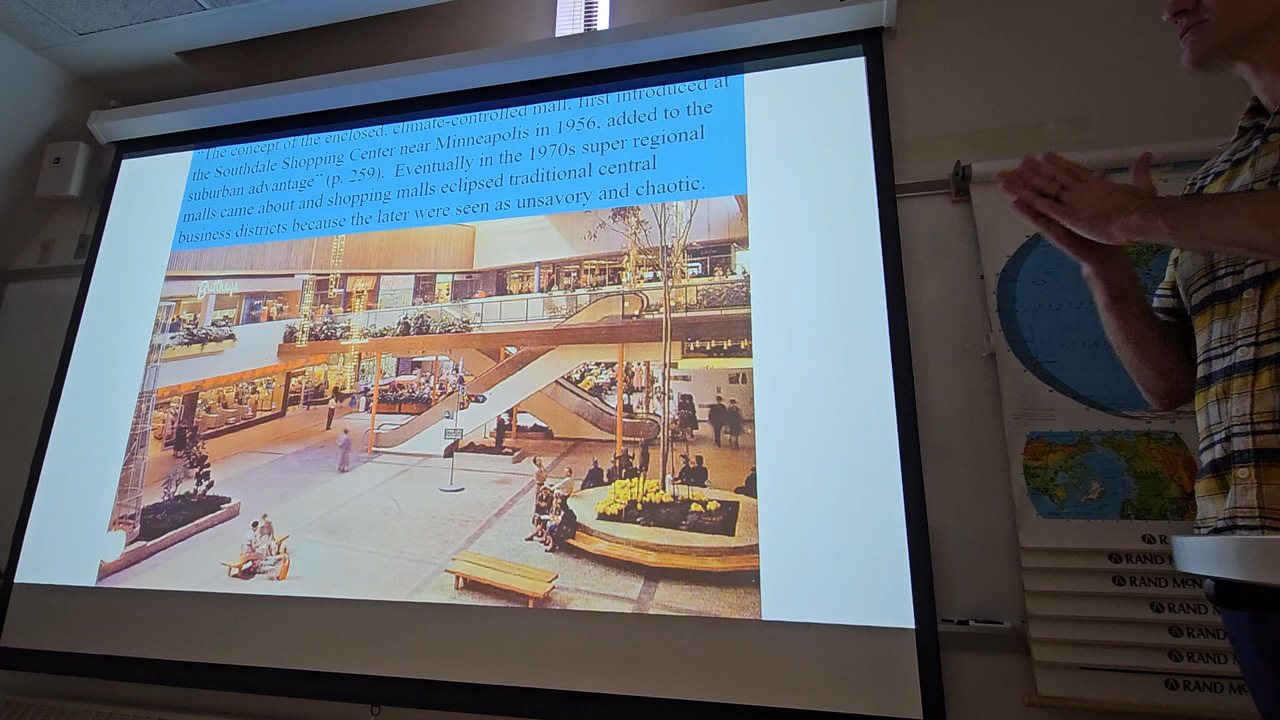 "The concept of the enclosed, climate-controlled mall, first introduced at
the Southdale Shopping Center near Minneapolis in 1956, added to the
suburban advantage" (p. 259). Eventually in the 1970s super regional
malls came about and shopping malls eclipsed traditional central
business districts because the later were seen as unsavory and chaotic.
R
RAND MC
RAND MCN
RAND M
RAND M
RAND M
RAND MC